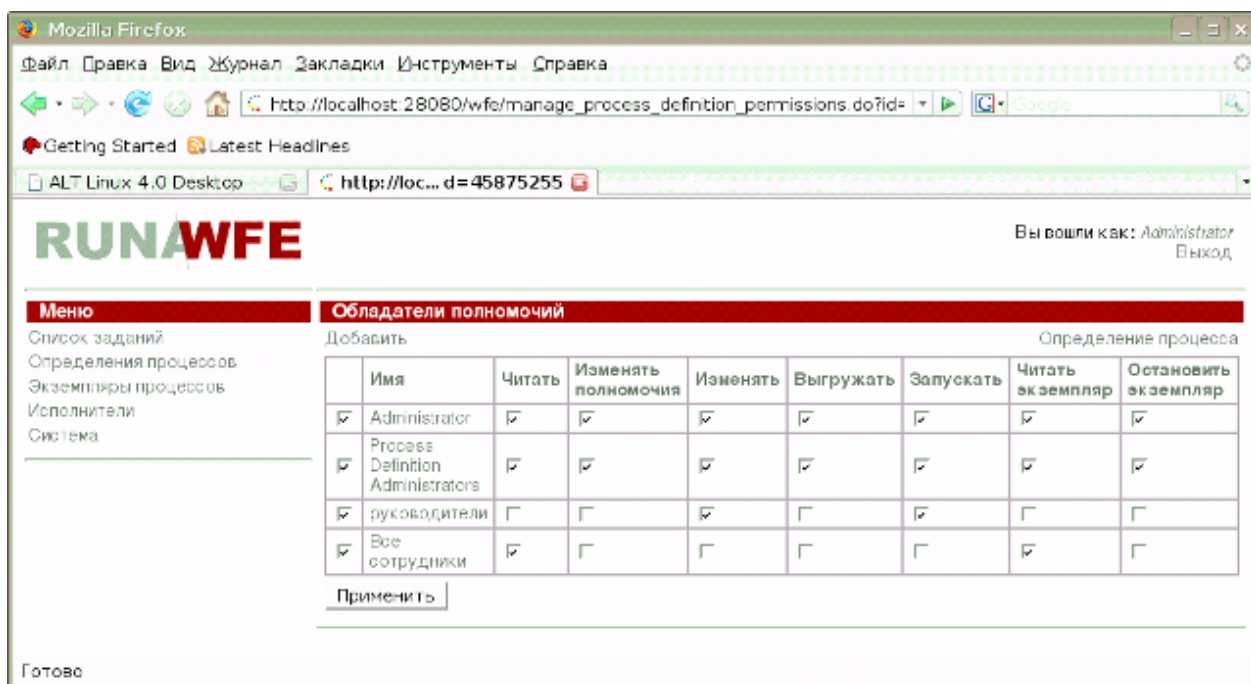 Mozilla Firefox
Файл Правка Вид Журнал Закладки Инструменты Справка
http://localhost:28080/wfe/manage_process_definition_permissions.do?id= Google
Getting Started Latest Headlines
ALT Linux 4.0 Desktop http://loc... d=45875255
RUNAWFE
Вы вошли как: Administrator
Выход
Меню
Список заданий
Определения процессов
Экземпляры процессов
Исполнители
Система
Обладатели полномочий
Добавить Определение процесса
Имя Читать Изменять полномочия Изменять Выгружать Запускать Читать экземпляр Остановить экземпляр
Administrator
Process
Definition
Administrators
руководители
Все
сотрудники
Применить
Готово